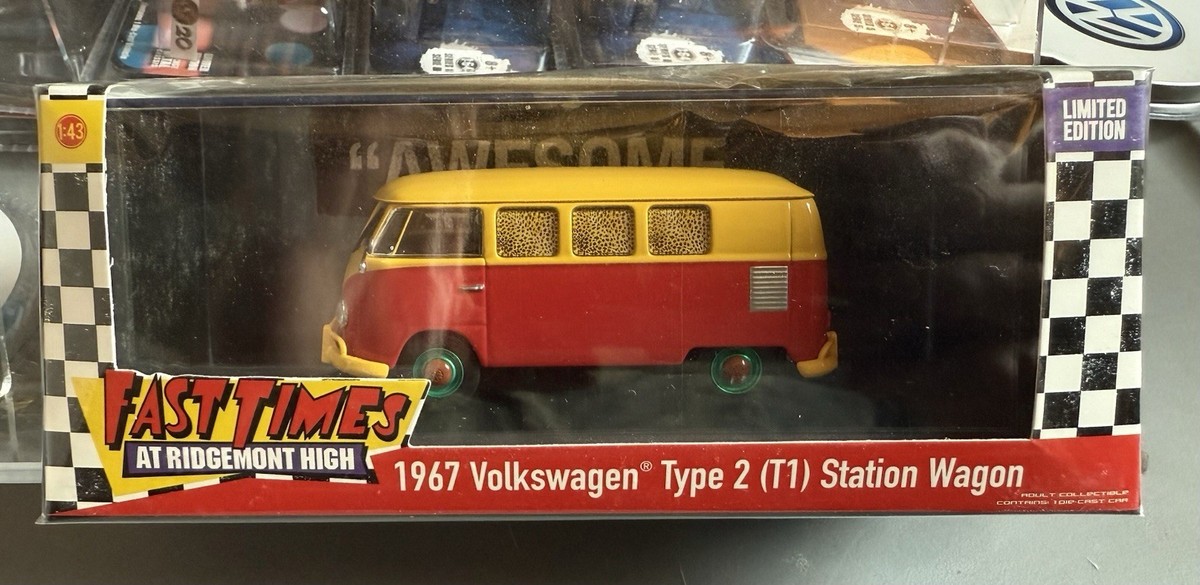 1:43
LIMITED
EDITION
“AWESOME
FAST TIMES
AT RIDGEMONT HIGH
1967 Volkswagen® Type 2 (T1) Station Wagon
ADULT COLLECTIBLE
CONTAINS: 1 DIE-CAST CAR